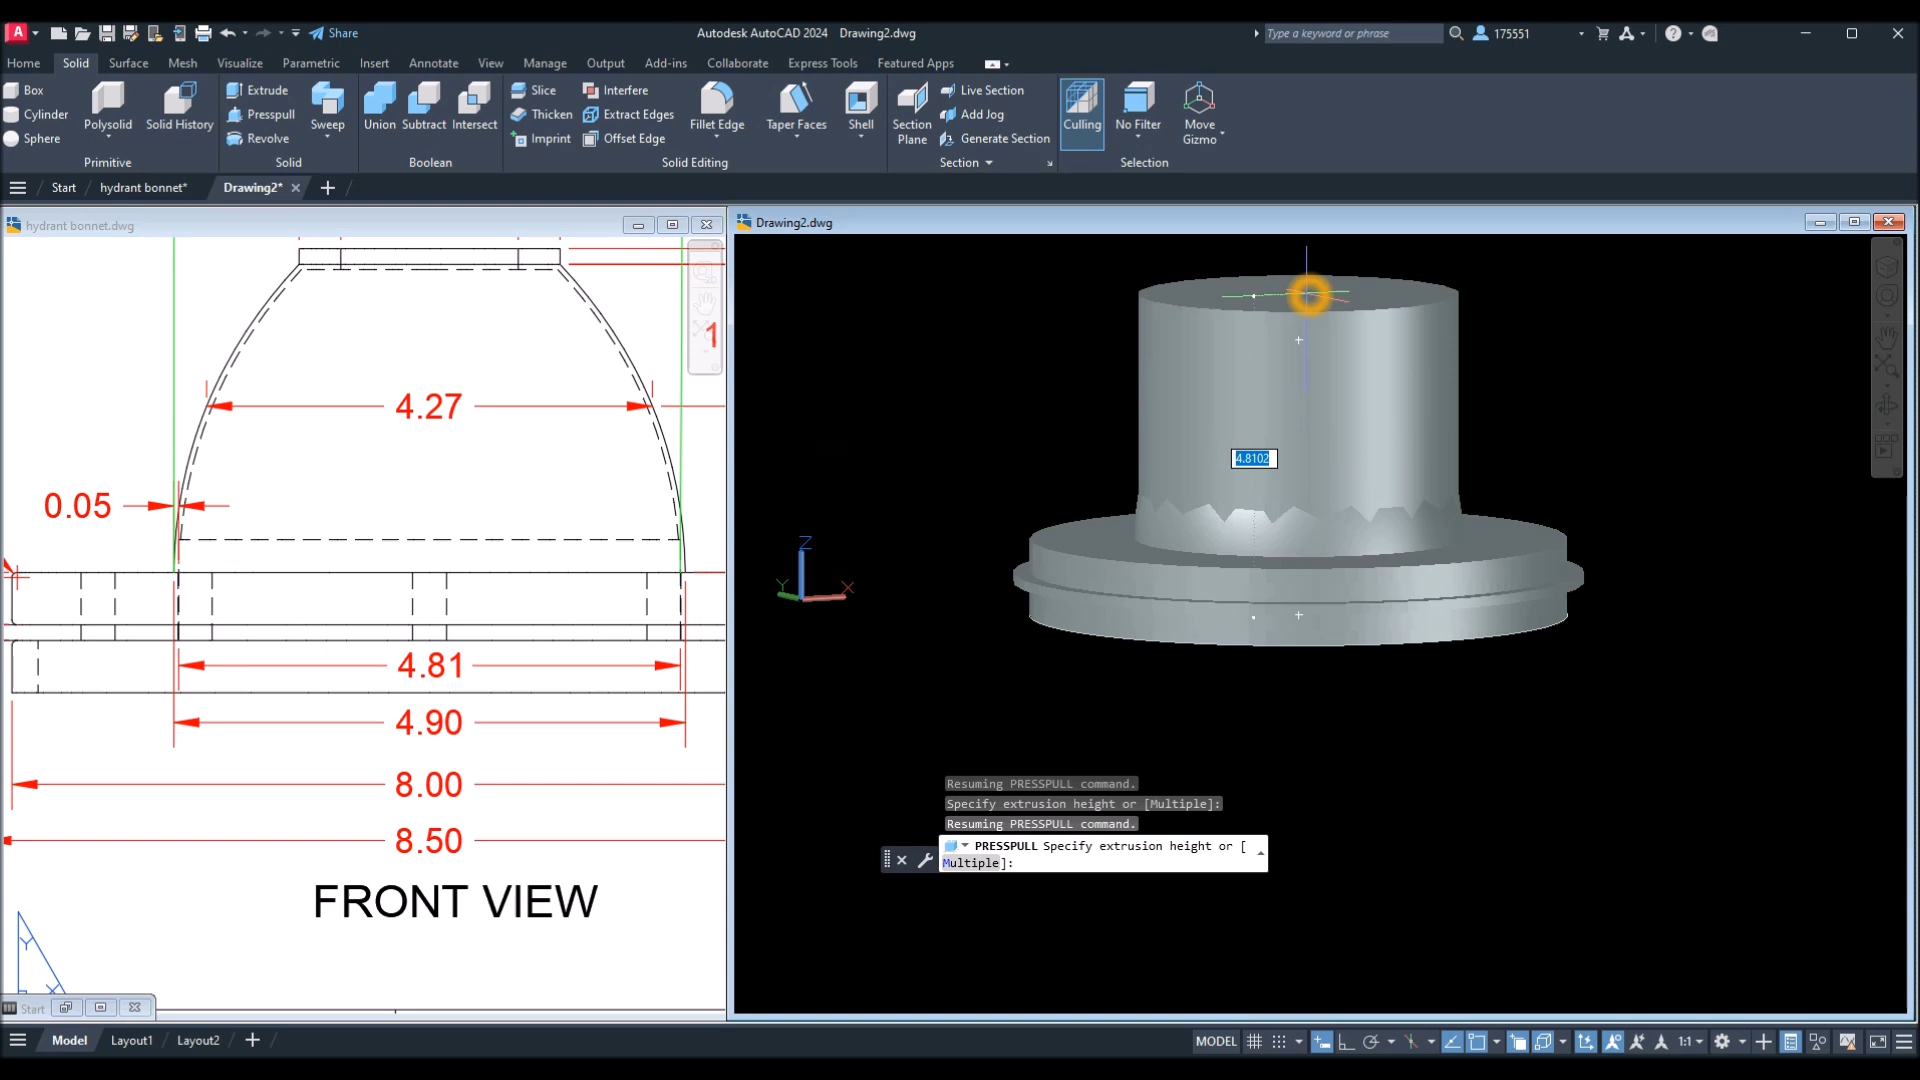 A Share Autodesk AutoCAD 2024 Drawing2.dwg Type a keyword or phrase 175551
Home Solid Surface Mesh Visualize Parametric Insert Annotate View Manage Output Add-ins Collaborate Express Tools Featured Apps
Box Extrude Slice Interfere Live Section
Cylinder Polysolid Solid History Presspull Sweep Union Subtract Intersect Thicken Extract Edges Fillet Edge Taper Faces Shell Section Plane Add Jog Culling No Filter Move Gizmo
Sphere Revolve Imprint Offset Edge Generate Section
Primitive Solid Boolean Solid Editing Section Selection
Start hydrant bonnet* Drawing2*
hydrant bonnet.dwg
4.27
0.05
1
4.81
4.90
8.00
8.50
FRONT VIEW
Y
X
Start
Drawing2.dwg
4.8102
Z
Y
X
Resuming PRESSPULL command.
Specify extrusion height or [Multiple]:
Resuming PRESSPULL command.
PRESSPULL Specify extrusion height or [
Multiple]:
Model Layout1 Layout2 MODEL 1:1